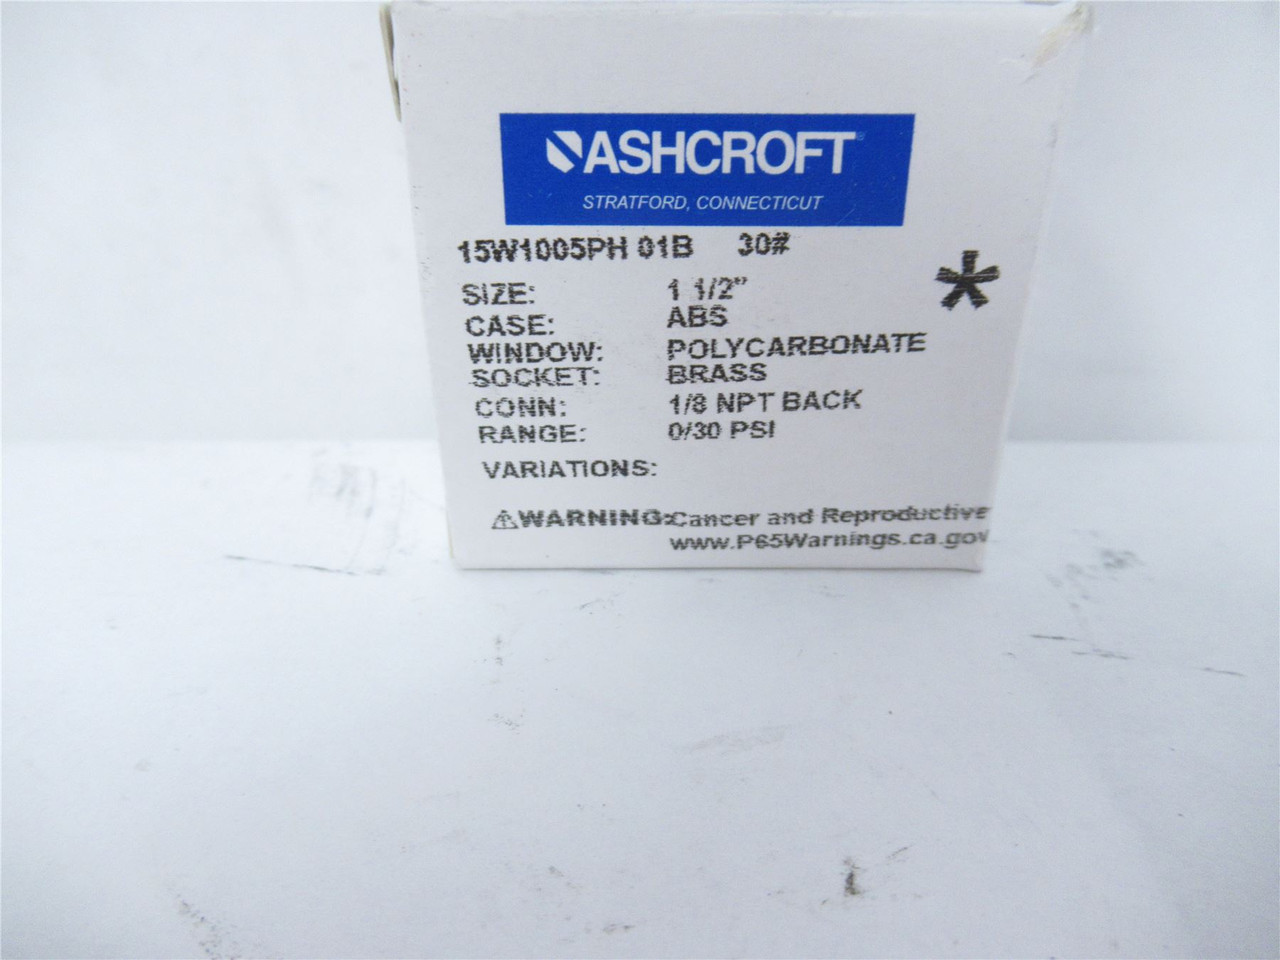 ASHCROFT
STRATFORD, CONNECTICUT
15W1005PH 01B 30#
*
SIZE: 1 1/2"
CASE: ABS
WINDOW: POLYCARBONATE
SOCKET: BRASS
CONN: 1/8 NPT BACK
RANGE: 0/30 PSI
VARIATIONS:
⚠WARNING:Cancer and Reproductive
www.P65Warnings.ca.gov